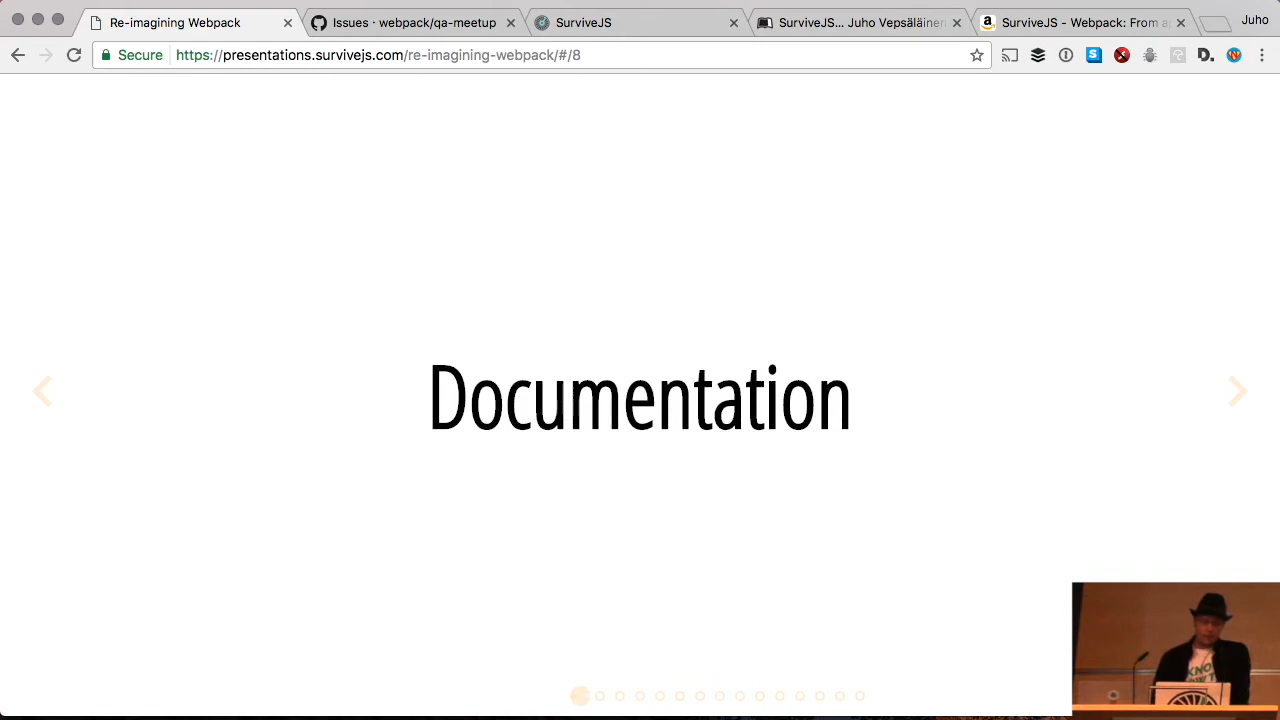 Re-imagining Webpack
Issues · webpack/qa-meetup
SurviveJS
SurviveJS... Juho Vepsäläinen
SurviveJS - Webpack: From a
Juho
Secure
https://presentations.survivejs.com/re-imagining-webpack/#/8
Documentation